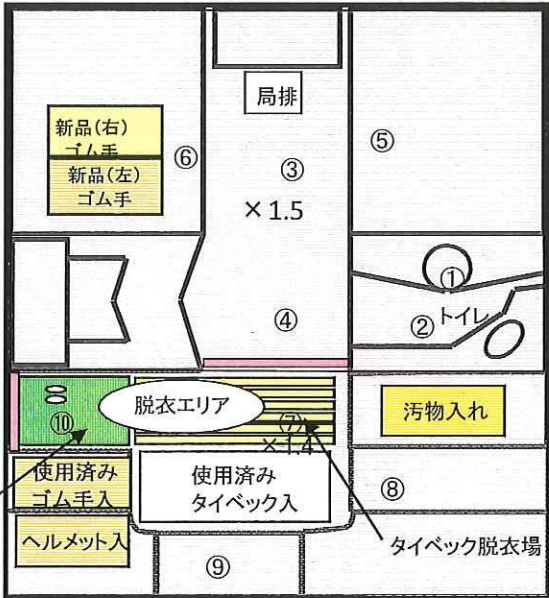 局排
新品(右)
ゴム手
新品(左)
ゴム手
⑥
③
×1.5
⑤
①
②
トイレ
④
脱衣エリア
⑩
⑦
×1.4
汚物入れ
使用済み
ゴム手入
使用済み
タイベック入
⑧
ヘルメット入
⑨
タイベック脱衣場